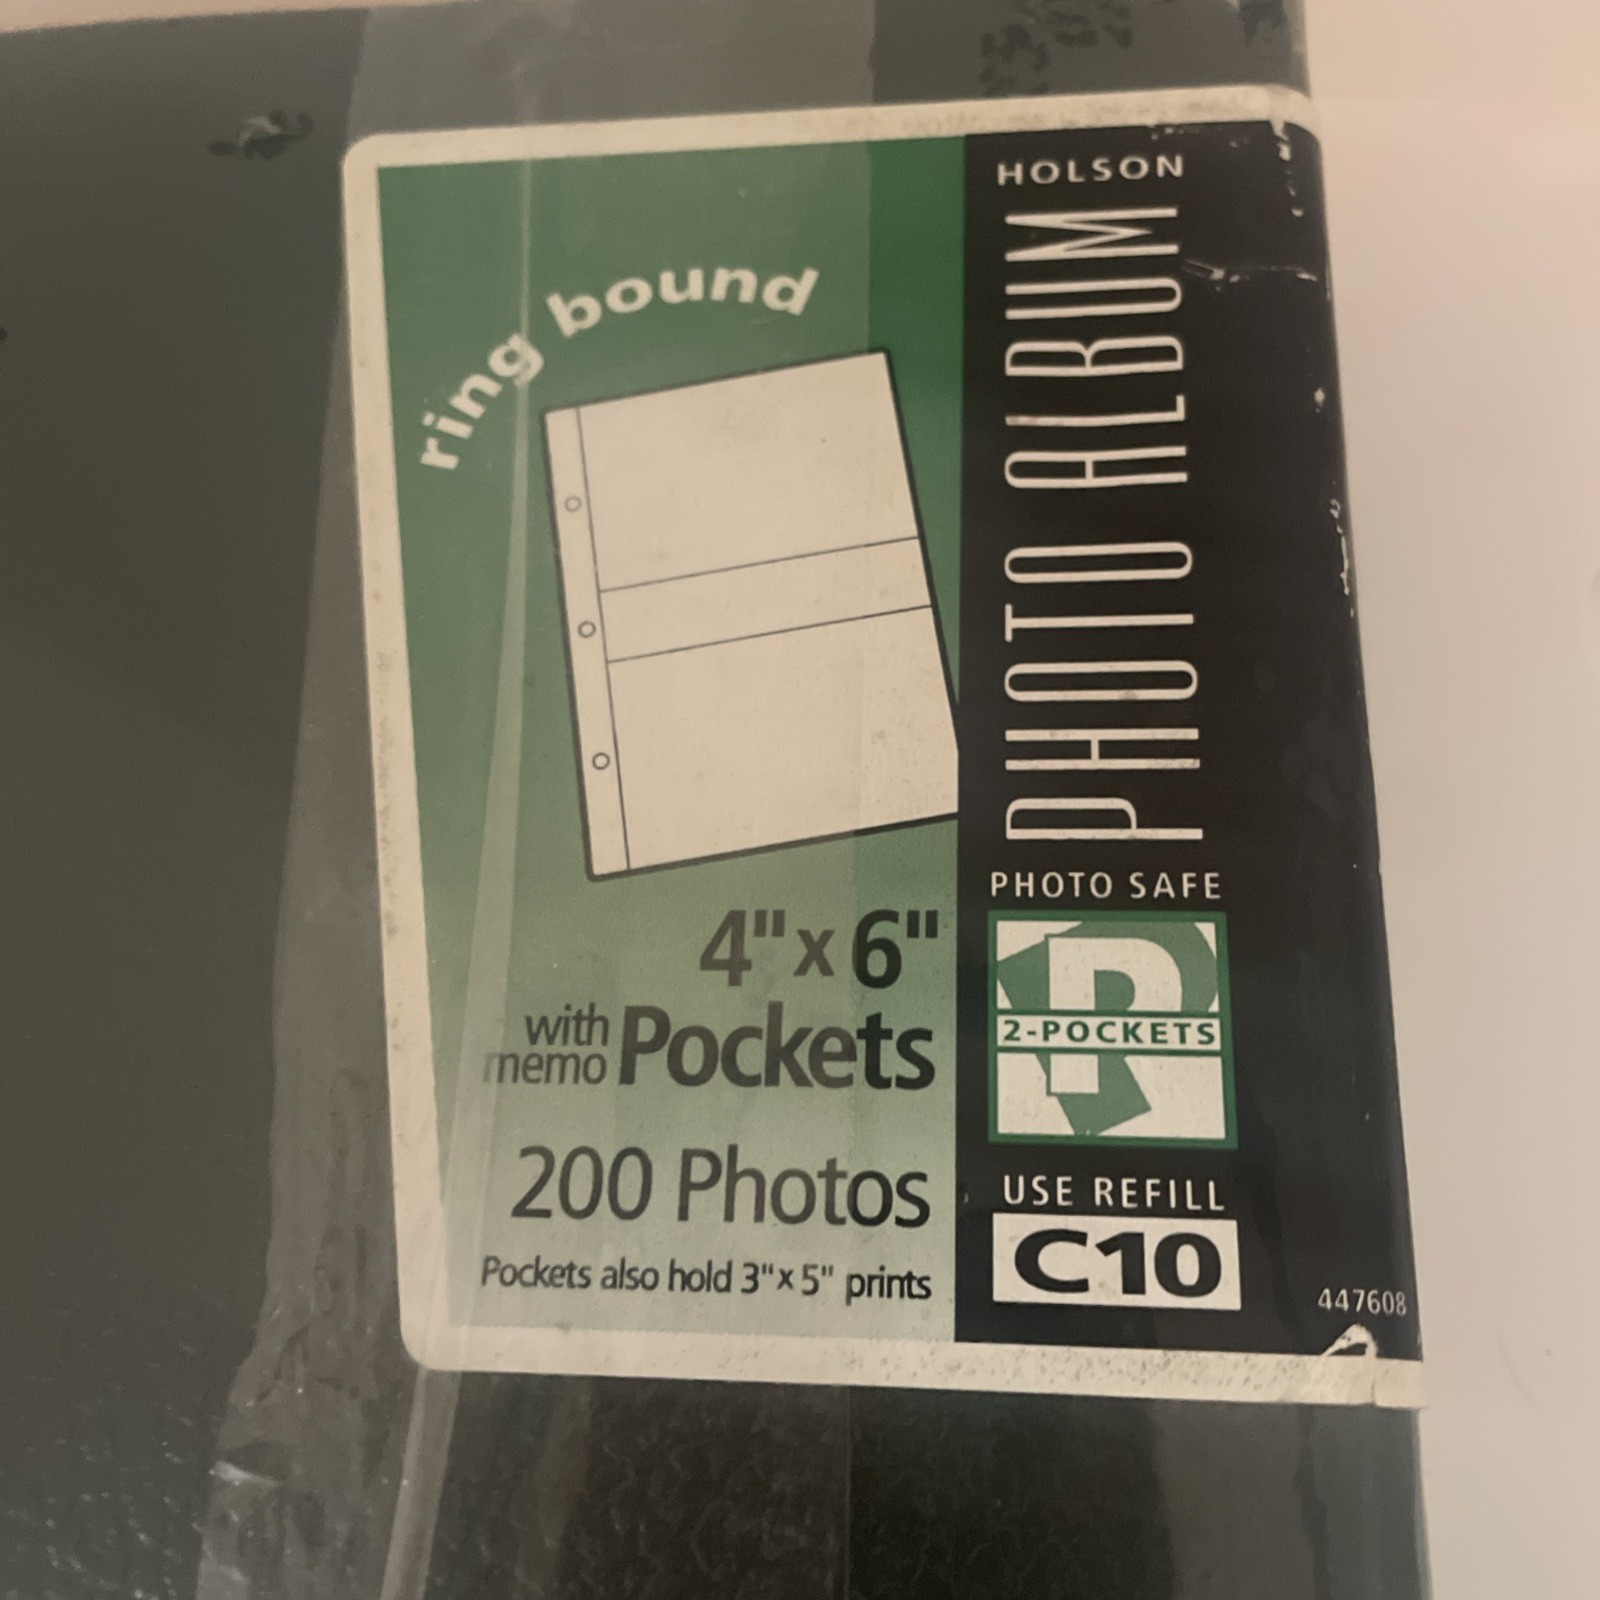 HOLSON
PHOTO ALBUM
ring bound
4" x 6"
with memo Pockets
200 Photos
Pockets also hold 3" x 5" prints
PHOTO SAFE
P
2-POCKETS
USE REFILL
C10
447608